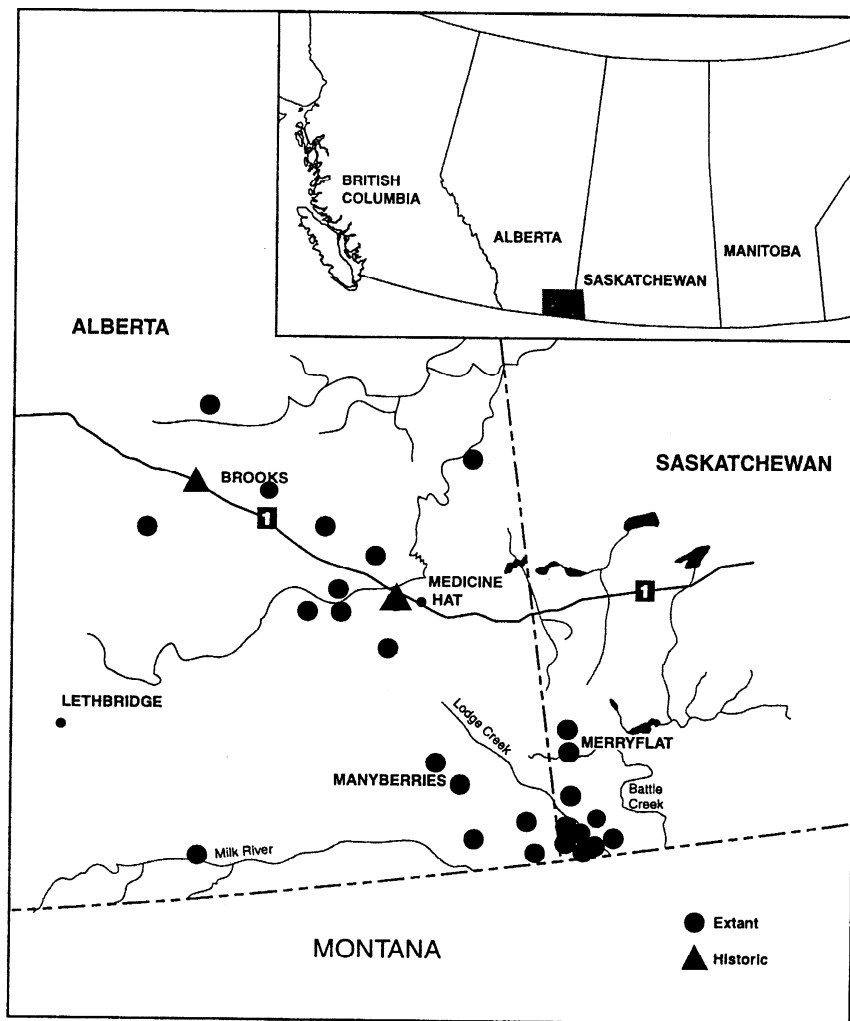 BRITISH
COLUMBIA
ALBERTA
SASKATCHEWAN
MANITOBA
ALBERTA
SASKATCHEWAN
BROOKS
1
MEDICINE
HAT
1
LETHBRIDGE
Lodge Creek
MERRYFLAT
MANYBERRIES
Battle
Creek
Milk River
MONTANA
Extant
Historic